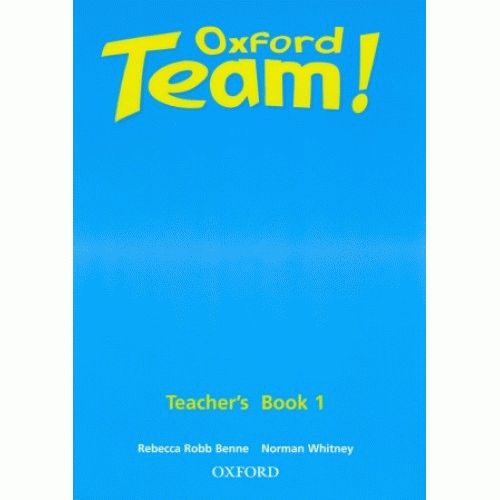 Oxford
Team!
Teacher's Book 1
Rebecca Robb Benne Norman Whitney
OXFORD